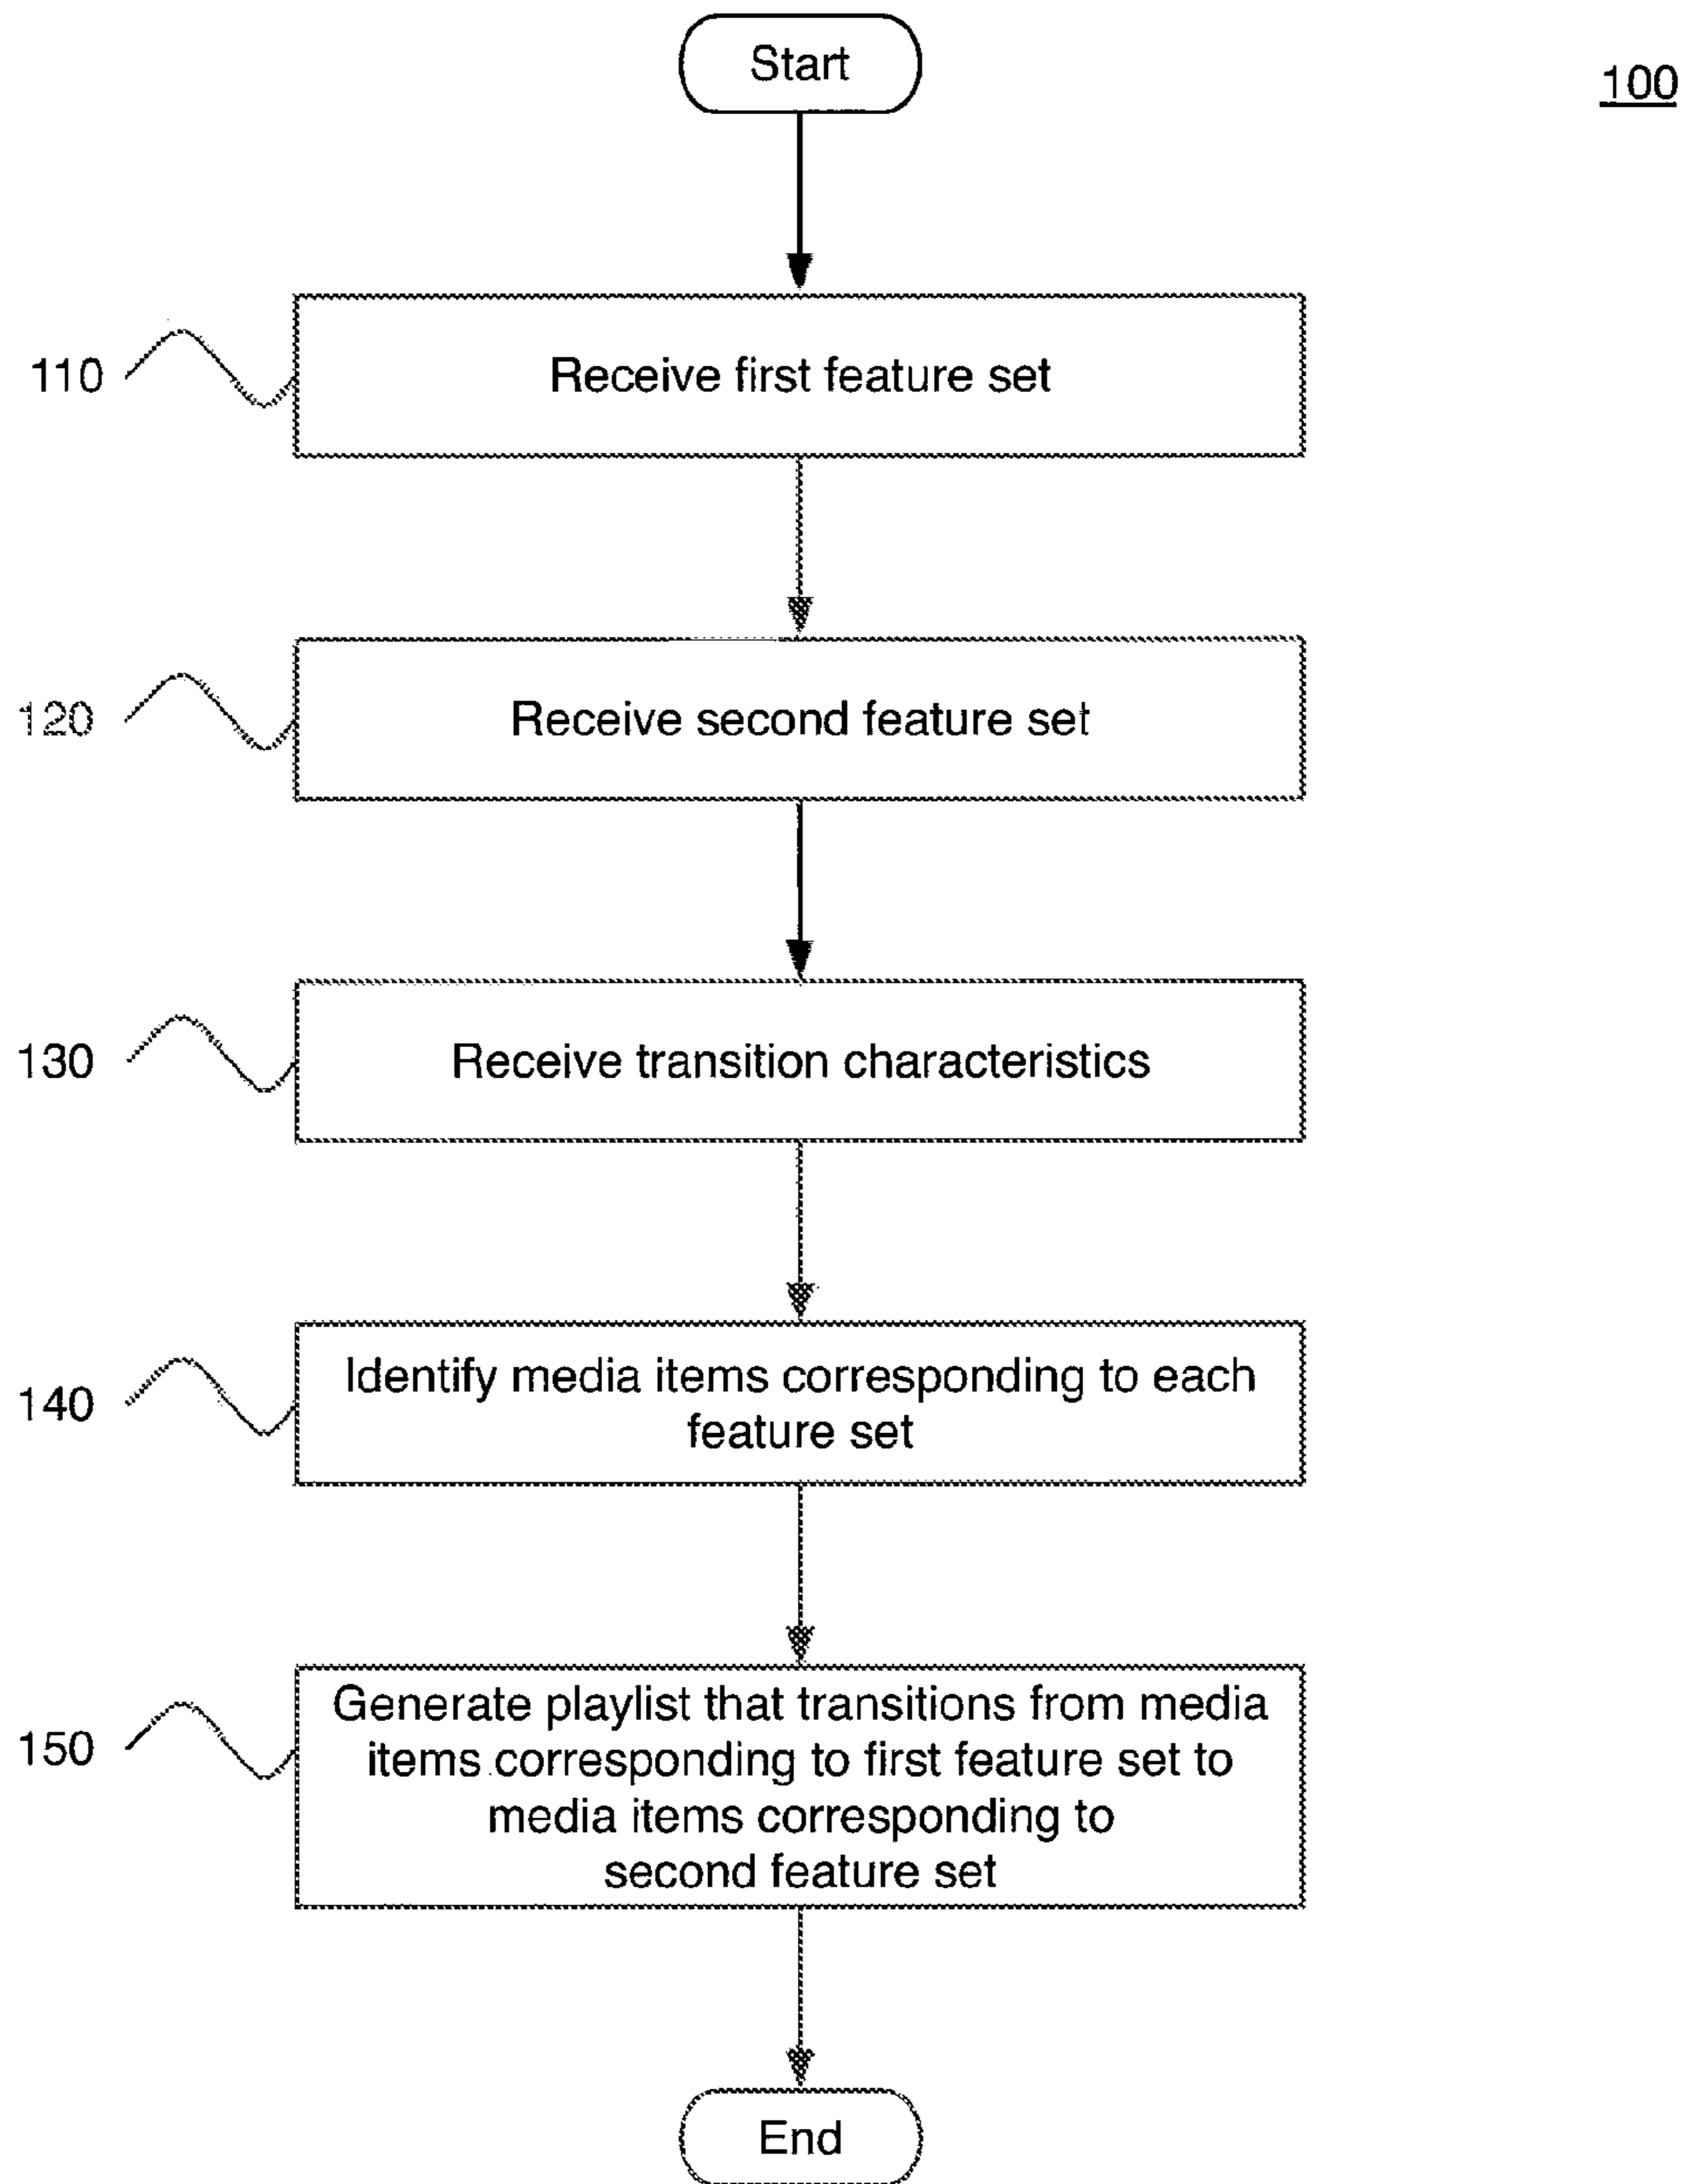 Start
100
110
Receive first feature set
120
Receive second feature set
130
Receive transition characteristics
140
Identify media items corresponding to each
feature set
150
Generate playlist that transitions from media
items corresponding to first feature set to
media items corresponding to
second feature set
End